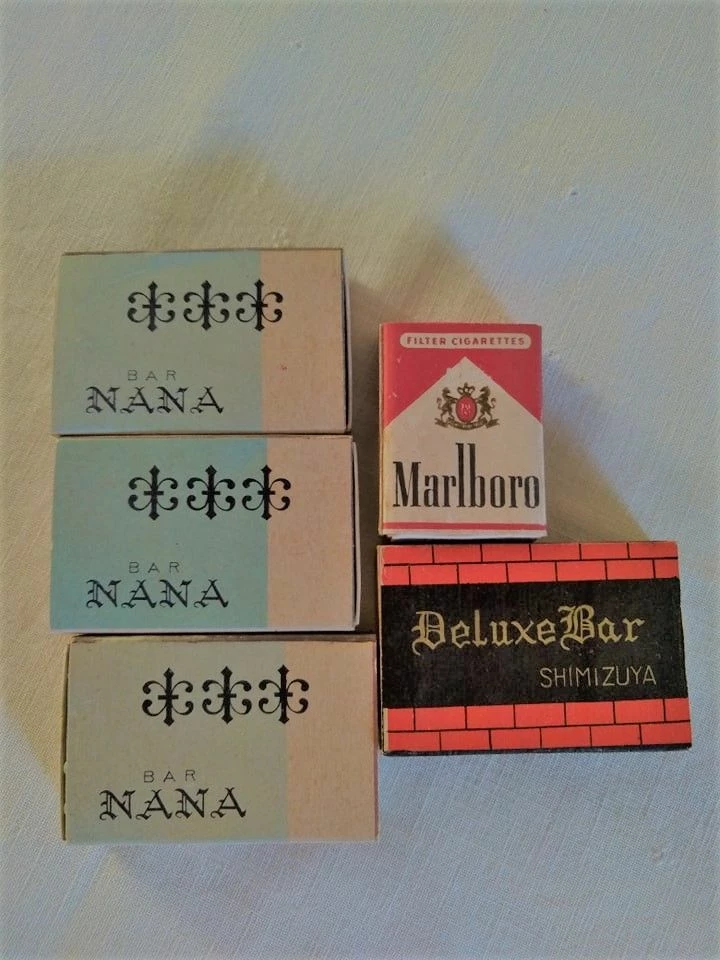 BAR
NANA
BAR
NANA
BAR
NANA
FILTER CIGARETTES
Marlboro
DeluxeBar
SHIMIZUYA